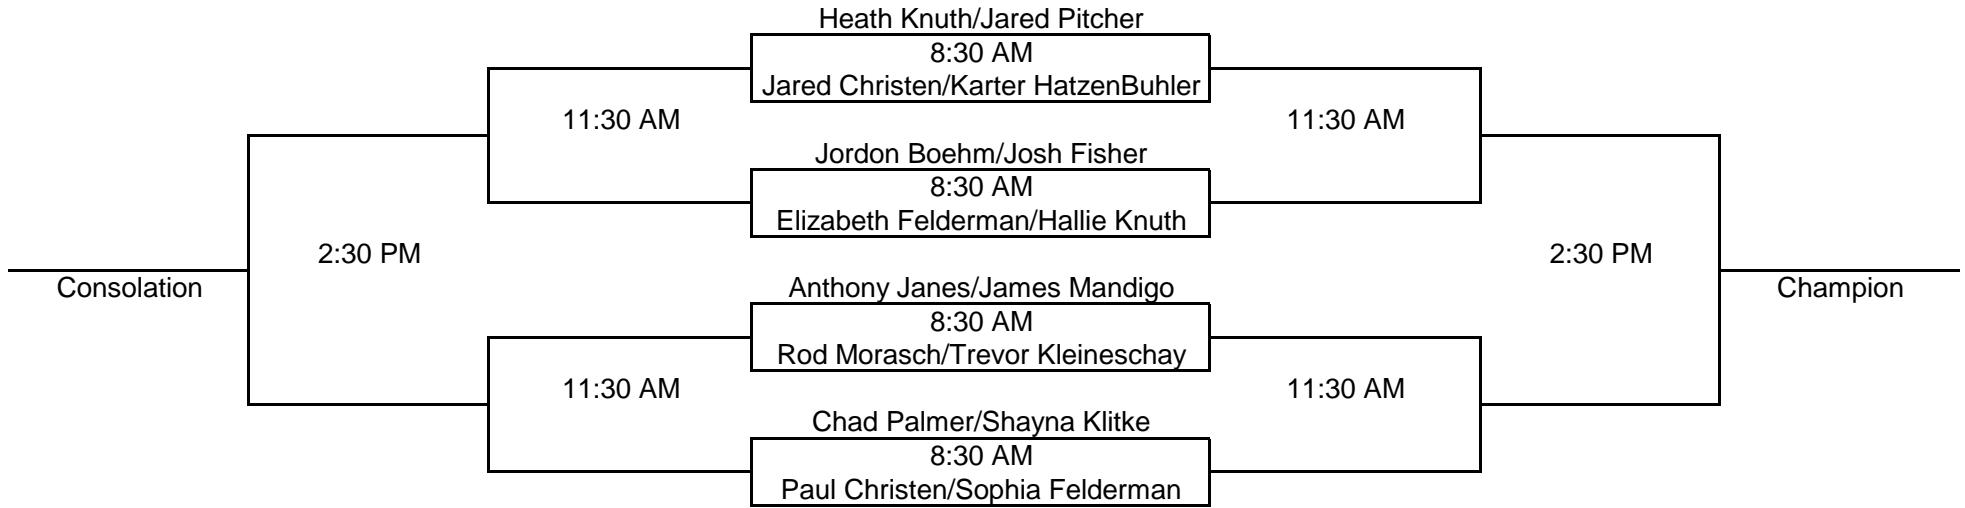 Heath Knuth/Jared Pitcher
8:30 AM
Jared Christen/Karter HatzenBuhler
11:30 AM
11:30 AM
Jordon Boehm/Josh Fisher
8:30 AM
Elizabeth Felderman/Hallie Knuth
2:30 PM
2:30 PM
Consolation
Anthony Janes/James Mandigo
Champion
8:30 AM
Rod Morasch/Trevor Kleineschay
11:30 AM
11:30 AM
Chad Palmer/Shayna Klitke
8:30 AM
Paul Christen/Sophia Felderman